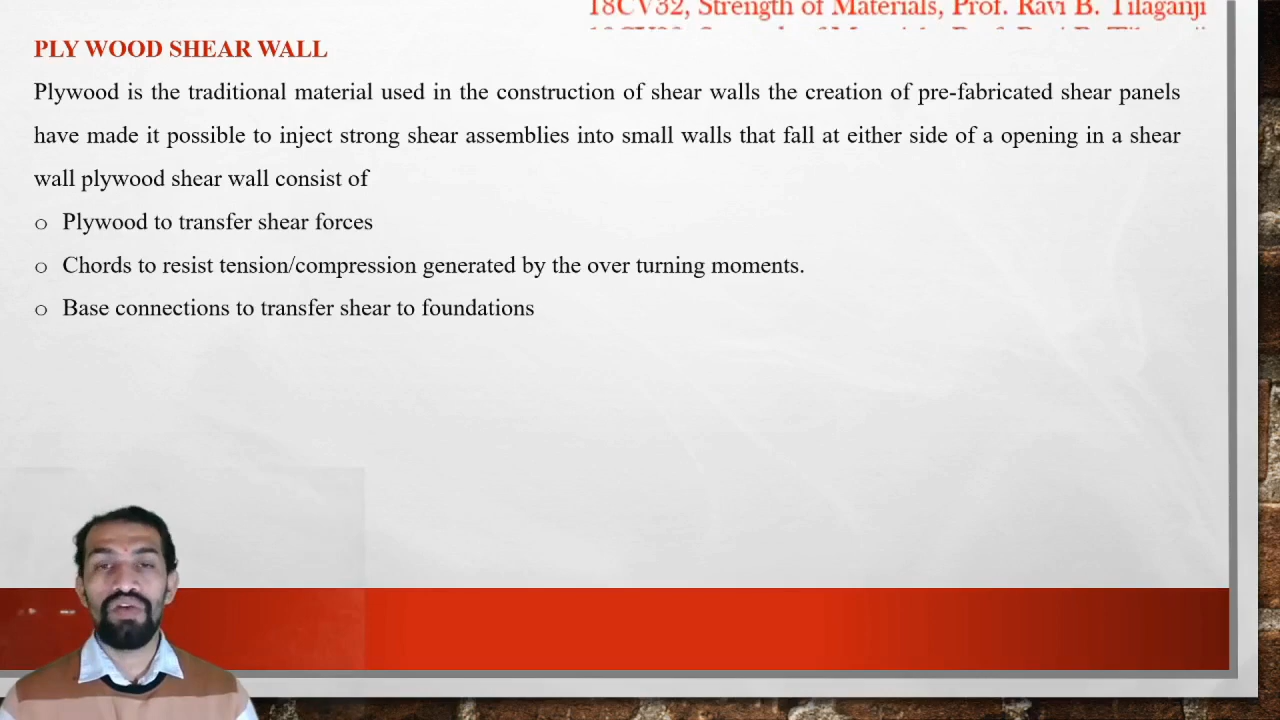 18CV32, Strength of Materials, Prof. Ravi B. Tilaganji
PLY WOOD SHEAR WALL
Plywood is the traditional material used in the construction of shear walls the creation of pre-fabricated shear panels
have made it possible to inject strong shear assemblies into small walls that fall at either side of a opening in a shear
wall plywood shear wall consist of
o Plywood to transfer shear forces
o Chords to resist tension/compression generated by the over turning moments.
o Base connections to transfer shear to foundations